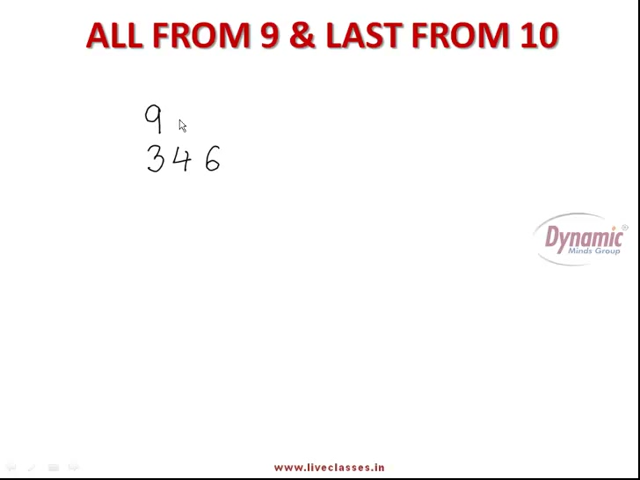 ALL FROM 9 & LAST FROM 10
9
3 4 6
Dynamic®
Minds Group
www.liveclasses.in